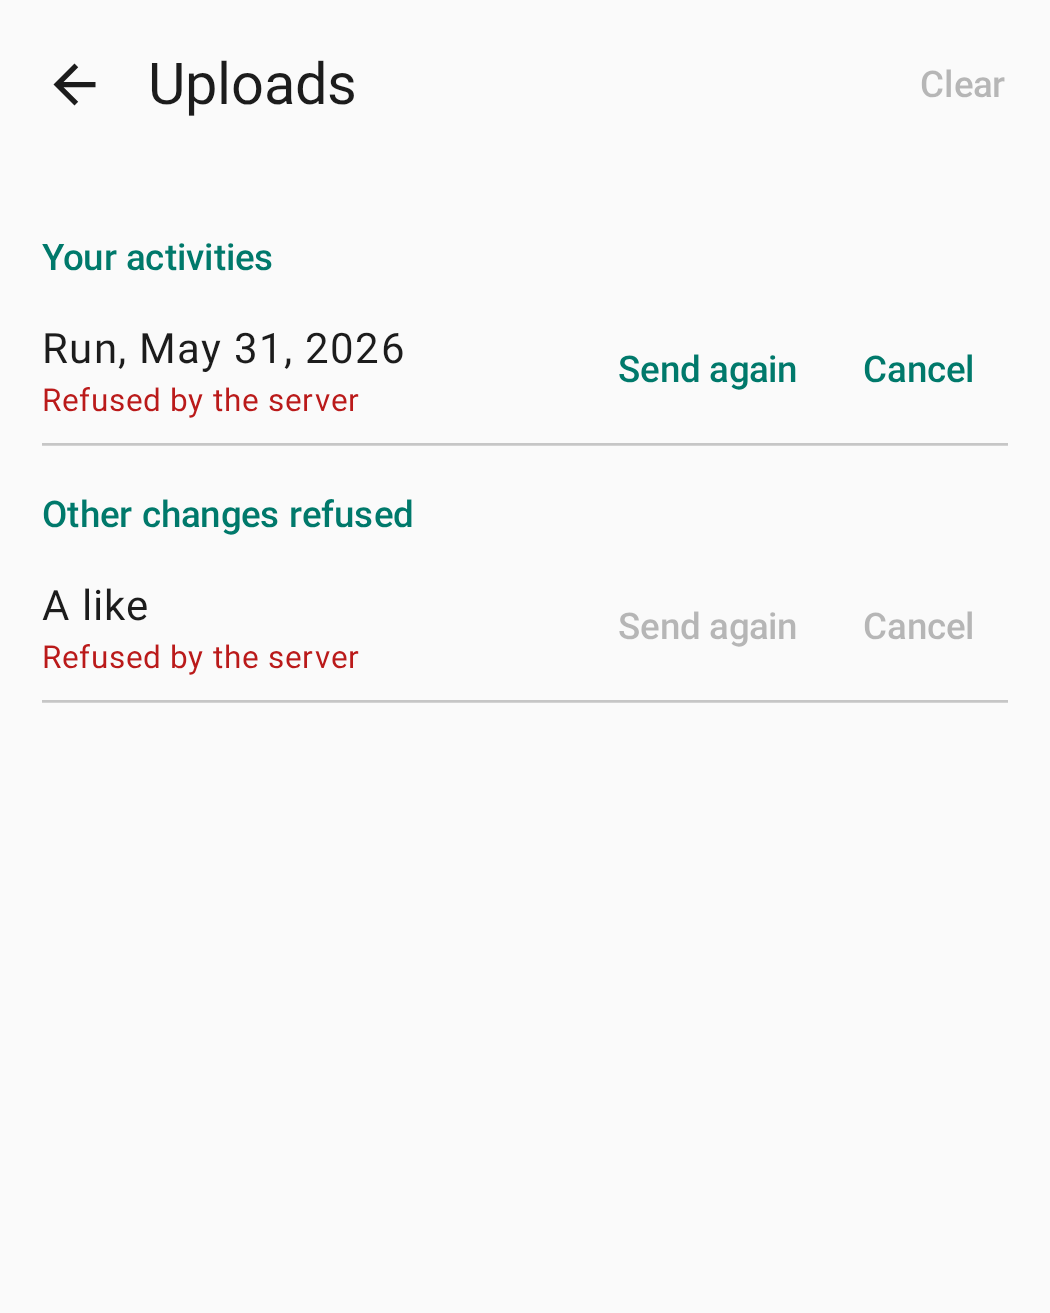 Uploads
Clear
Your activities
Run, May 31, 2026
Refused by the server
Send again
Cancel
Other changes refused
A like
Refused by the server
Send again
Cancel